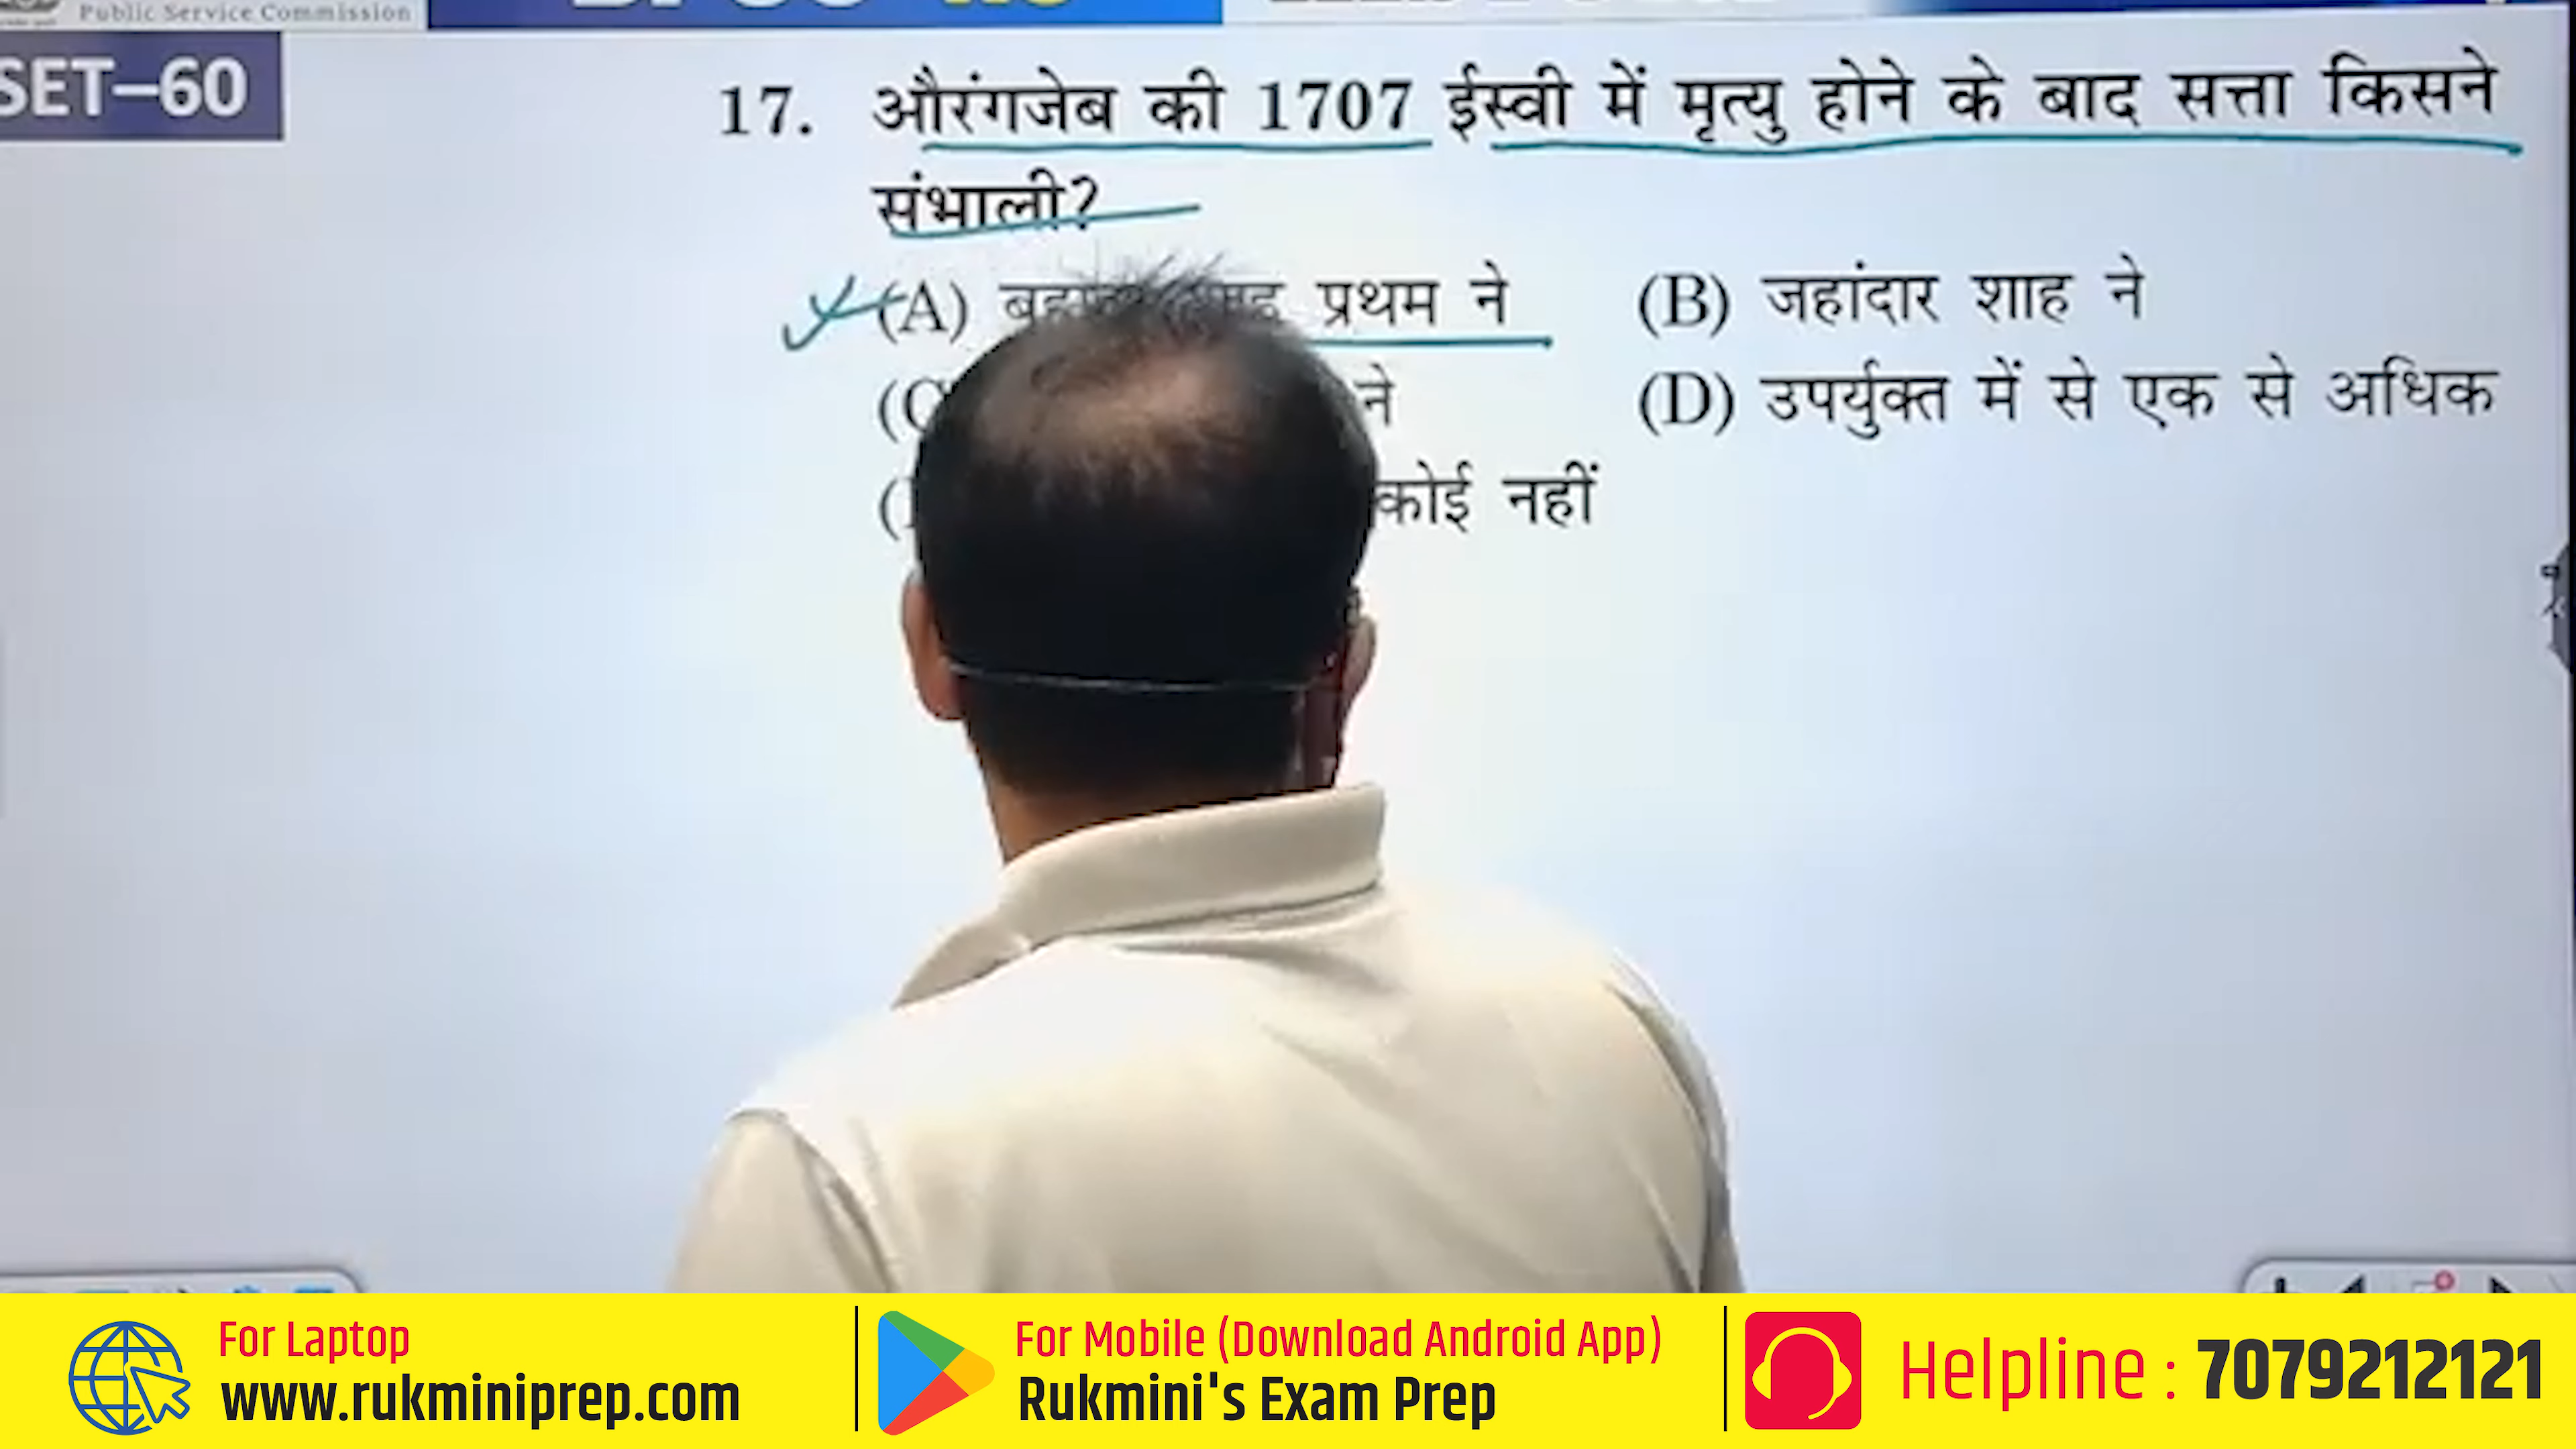 Public Service Commission
SET–60
17. औरंगजेब की 1707 ईस्वी में मृत्यु होने के बाद सत्ता किसने
संभाली?
(A) प्रथम ने (B) जहांदार शाह ने
ने (D) उपर्युक्त में से एक से अधिक
कोई नहीं
For Laptop
www.rukminiprep.com
For Mobile (Download Android App)
Rukmini's Exam Prep
Helpline : 7079212121